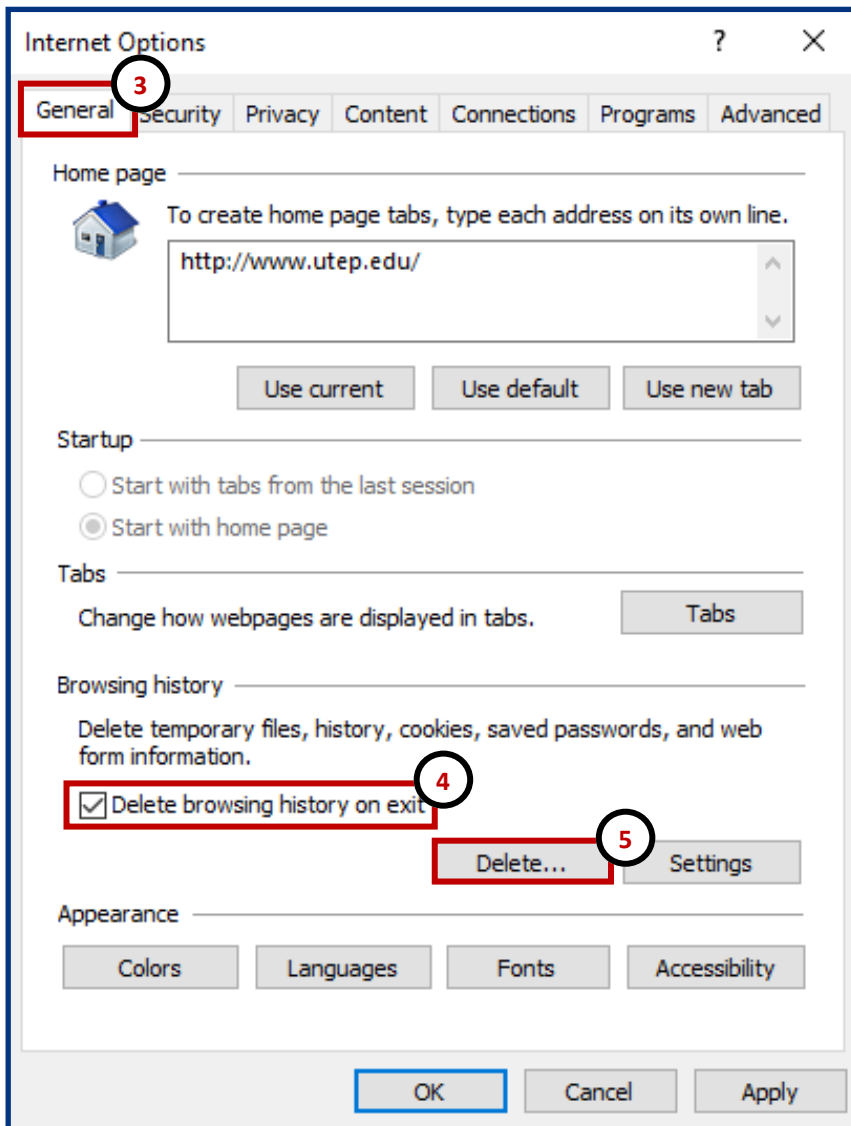 Internet Options ?
3
General Security Privacy Content Connections Programs Advanced
Home page
To create home page tabs, type each address on its own line.
http://www.utep.edu/
Use current Use default Use new tab
Startup
Start with tabs from the last session
Start with home page
Tabs
Change how webpages are displayed in tabs. Tabs
Browsing history
Delete temporary files, history, cookies, saved passwords, and web
form information.
4
Delete browsing history on exit
5
Delete... Settings
Appearance
Colors Languages Fonts Accessibility
OK Cancel Apply